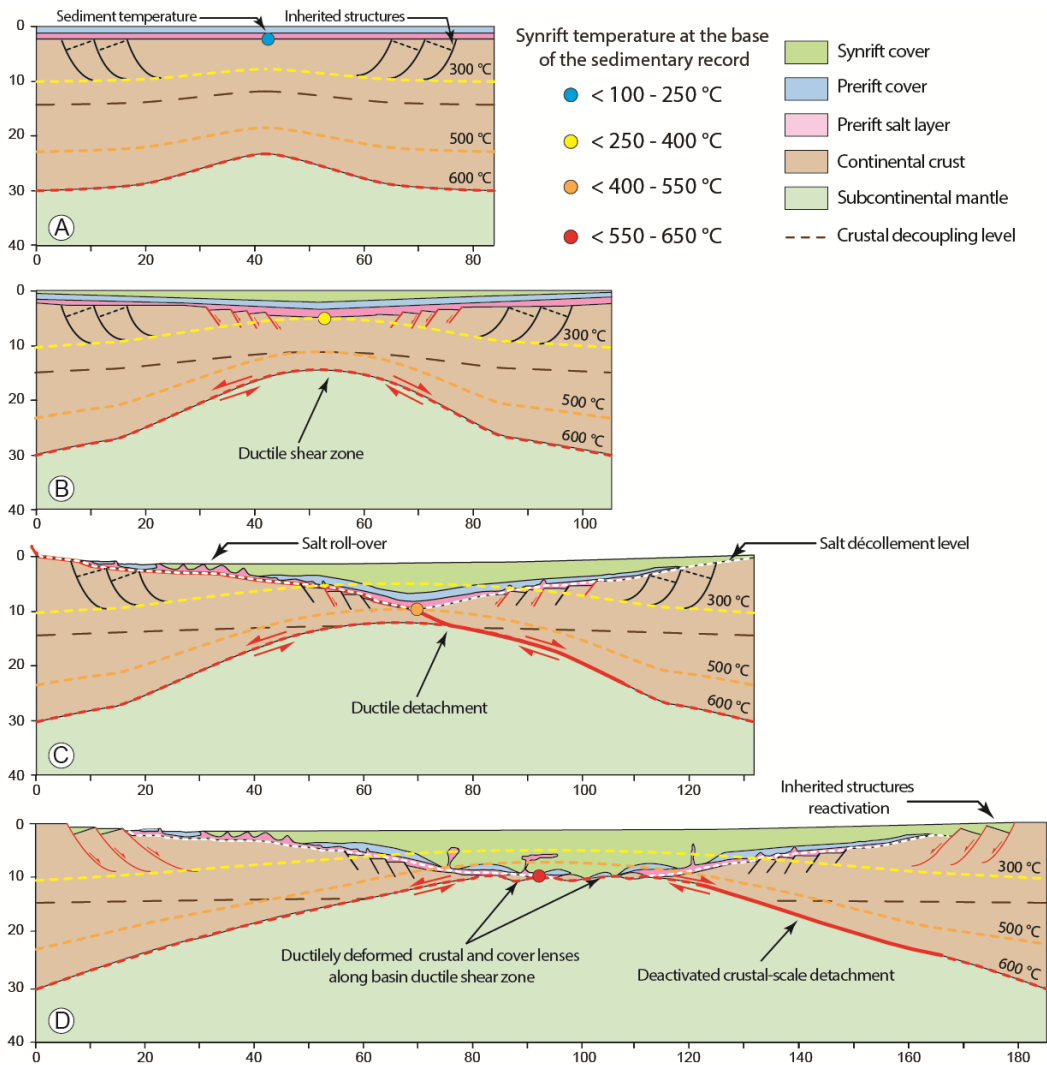 Sediment temperature
Inherited structures
0
10
20
30
40
300 °C
500 °C
600 °C
A
0 20 40 60 80
Synrift temperature at the base
of the sedimentary record
< 100 - 250 °C
< 250 - 400 °C
< 400 - 550 °C
< 550 - 650 °C
Synrift cover
Prerift cover
Prerift salt layer
Continental crust
Subcontinental mantle
Crustal decoupling level
0
10
20
30
40
300 °C
500 °C
600 °C
Ductile shear zone
B
0 20 40 60 80 100
Salt roll-over
Salt décollement level
0
10
20
30
40
300 °C
500 °C
600 °C
Ductile detachment
C
0 20 40 60 80 100 120
Inherited structures
reactivation
0
10
20
30
40
300 °C
500 °C
600 °C
Ductilely deformed crustal and cover lenses
along basin ductile shear zone
Deactivated crustal-scale detachment
D
0 20 40 60 80 100 120 140 160 180